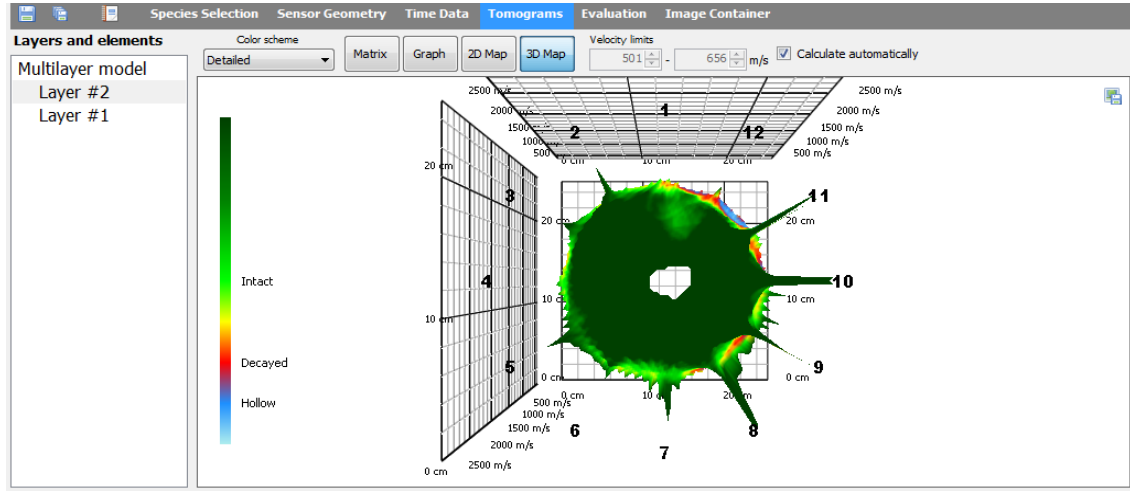 Species Selection Sensor Geometry Time Data Tomograms Evaluation Image Container
Layers and elements
Multilayer model
Layer #2
Layer #1
Color scheme
Detailed
Matrix Graph 2D Map 3D Map
Velocity limits
501 - 656 m/s
Calculate automatically
Intact
Decayed
Hollow
2500 m/s 2500 m/s
2000 2000 m/s
1500 1500 m/s
1000 1000 m/s
500 500 m/s
0 cm 10 cm 20 cm
1
2
12
3
4
5
6
7
8
9
10
11
20 cm
10 cm
0 cm
20 cm
10
0 cm
20 cm
10 cm
0 cm
0 cm 10 20
500 m/s
1000 m/s
1500 m/s
2000 m/s
2500 m/s